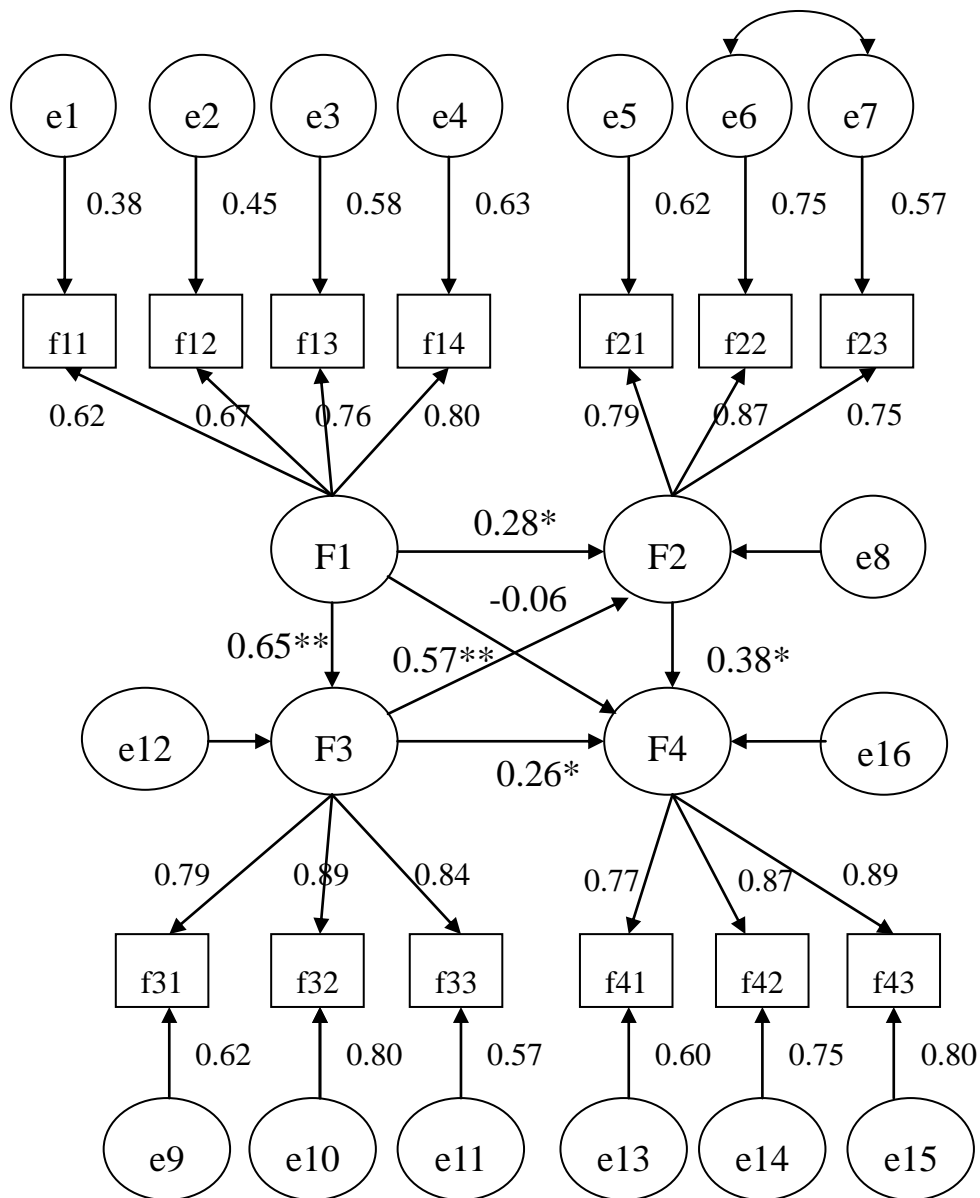 e1 e2 e3 e4 e5 e6 e7
0.38 0.45 0.58 0.63 0.62 0.75 0.57
f11 f12 f13 f14 f21 f22 f23
0.62 0.67 0.76 0.80 0.79 0.87 0.75
0.28*
F1 F2 e8
-0.06
0.65** 0.57** 0.38*
e12 F3 F4 e16
0.26*
0.79 0.89 0.84 0.77 0.87 0.89
f31 f32 f33 f41 f42 f43
0.62 0.80 0.57 0.60 0.75 0.80
e9 e10 e11 e13 e14 e15